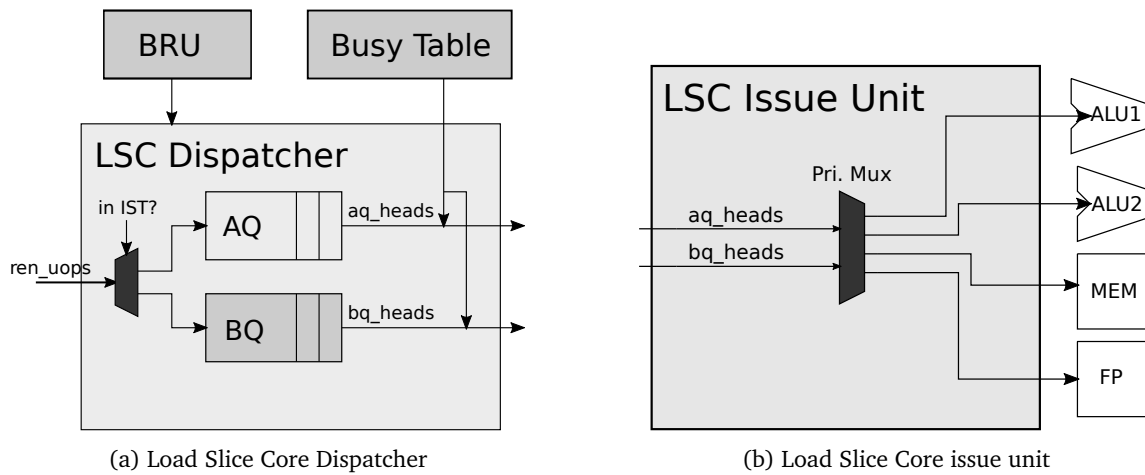 BRU
Busy Table
LSC Dispatcher
in IST?
AQ
aq_heads
ren_uops
BQ
bq_heads
(a) Load Slice Core Dispatcher
LSC Issue Unit
Pri. Mux
aq_heads
bq_heads
ALU1
ALU2
MEM
FP
(b) Load Slice Core issue unit